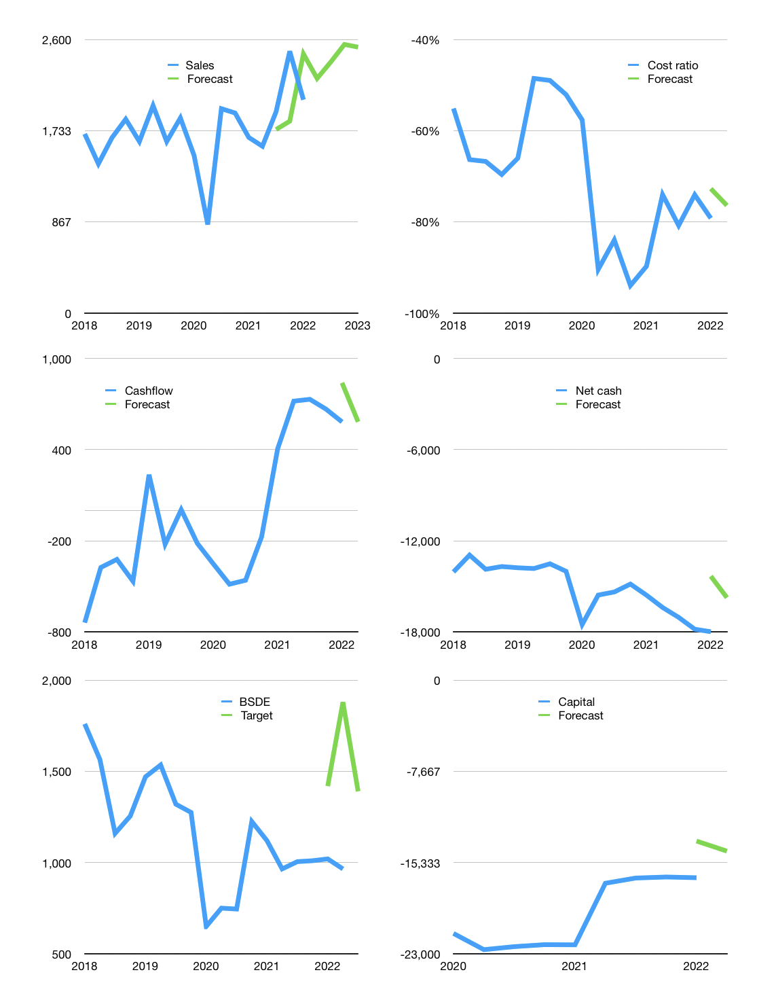 2,600
1,733
867
0
Sales
Forecast
2018 2019 2020 2021 2022 2023
-40%
-60%
-80%
-100%
Cost ratio
Forecast
2018 2019 2020 2021 2022
1,000
400
-200
-800
Cashflow
Forecast
2018 2019 2020 2021 2022
0
-6,000
-12,000
-18,000
Net cash
Forecast
2018 2019 2020 2021 2022
2,000
1,500
1,000
500
BSDE
Target
2018 2019 2020 2021 2022
0
-7,667
-15,333
-23,000
Capital
Forecast
2020 2021 2022